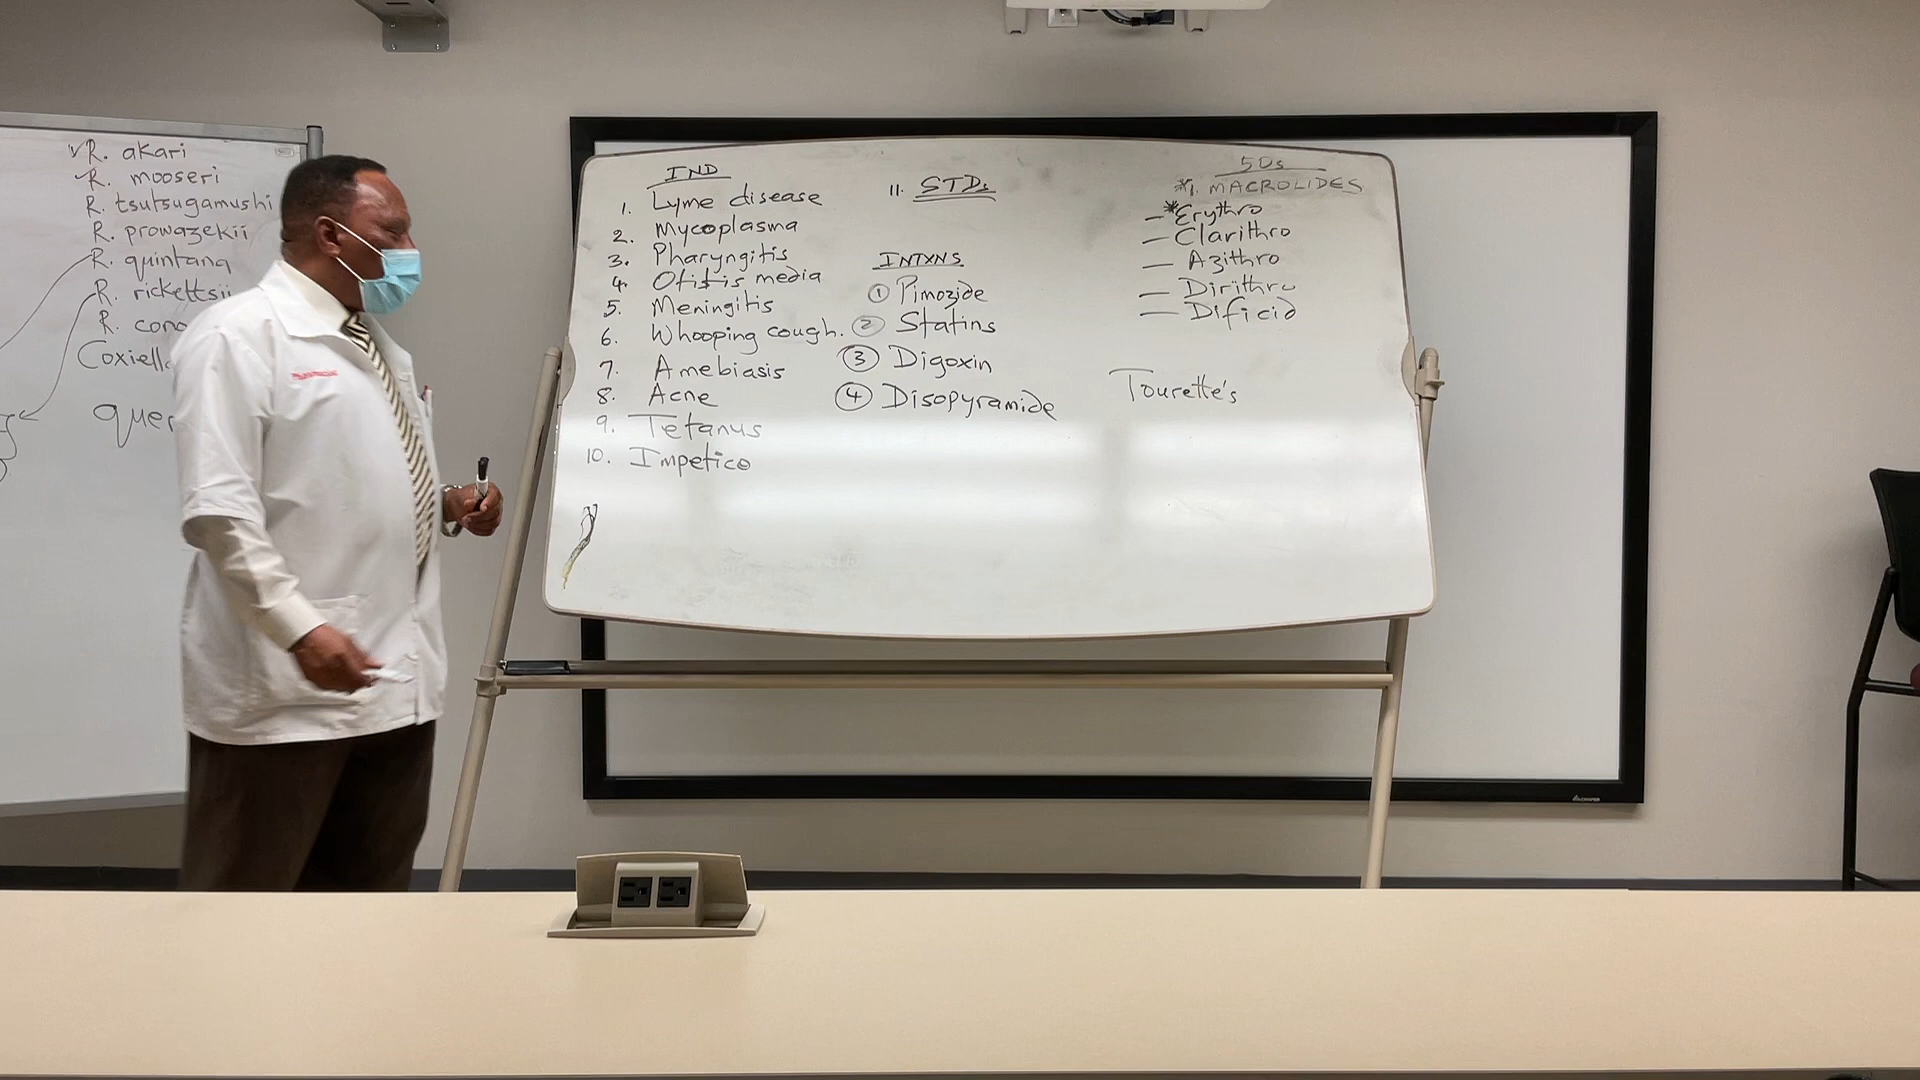 R. akari
R. mooseri
R. tsutsugamushi
R. prowazekii
R. quintana
R. rickettsii
R. cono
Coxiella
quer
IND
1. Lyme disease
2. Mycoplasma
3. Pharyngitis
4. Otitis media
5. Meningitis
6. Whooping cough.
7. Amebiasis
8. Acne
9. Tetanus
10. Impetico
11. STDs
INTXNS
① Pimozide
② Statins
③ Digoxin
④ Disopyramide
5Ds
*1. MACROLIDES
— *Erythro
— Clarithro
— Azithro
— Dirithro
— Dificid
Tourette's